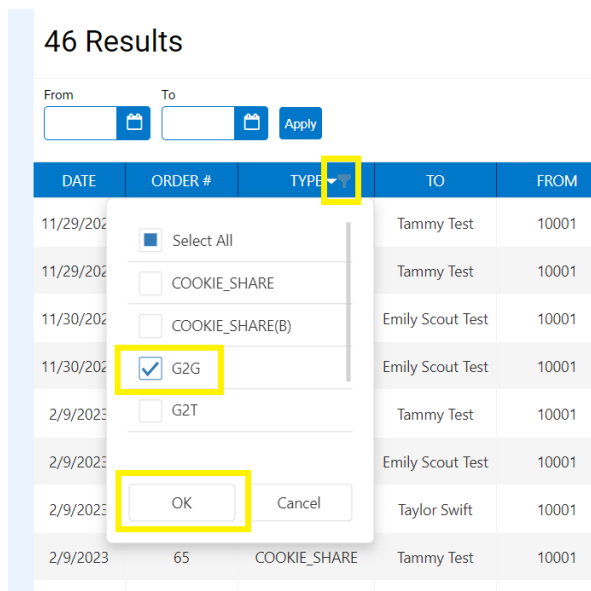 46 Results
From To
Apply
DATE ORDER # TYPE TO FROM
11/29/202 Tammy Test 10001
Select All
11/29/202 Tammy Test 10001
COOKIE_SHARE
11/30/202 Emily Scout Test 10001
COOKIE_SHARE(B)
11/30/202 Emily Scout Test 10001
G2G
2/9/2023 Tammy Test 10001
G2T
2/9/2023 Emily Scout Test 10001
2/9/2023 Taylor Swift 10001
OK Cancel
2/9/2023 65 COOKIE_SHARE Tammy Test 10001